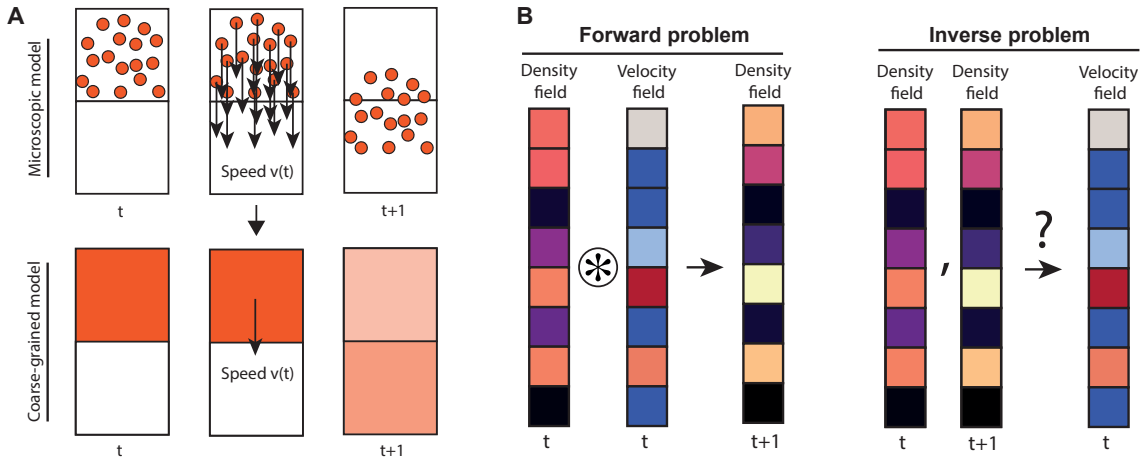 A
Microscopic model
Speed v(t)
t
t+1
Coarse-grained model
Speed v(t)
t
t+1
B
Forward problem
Density
field
Velocity
field
Density
field
*
t
t
t+1
Inverse problem
Density
field
Density
field
Velocity
field
,
?
t
t+1
t